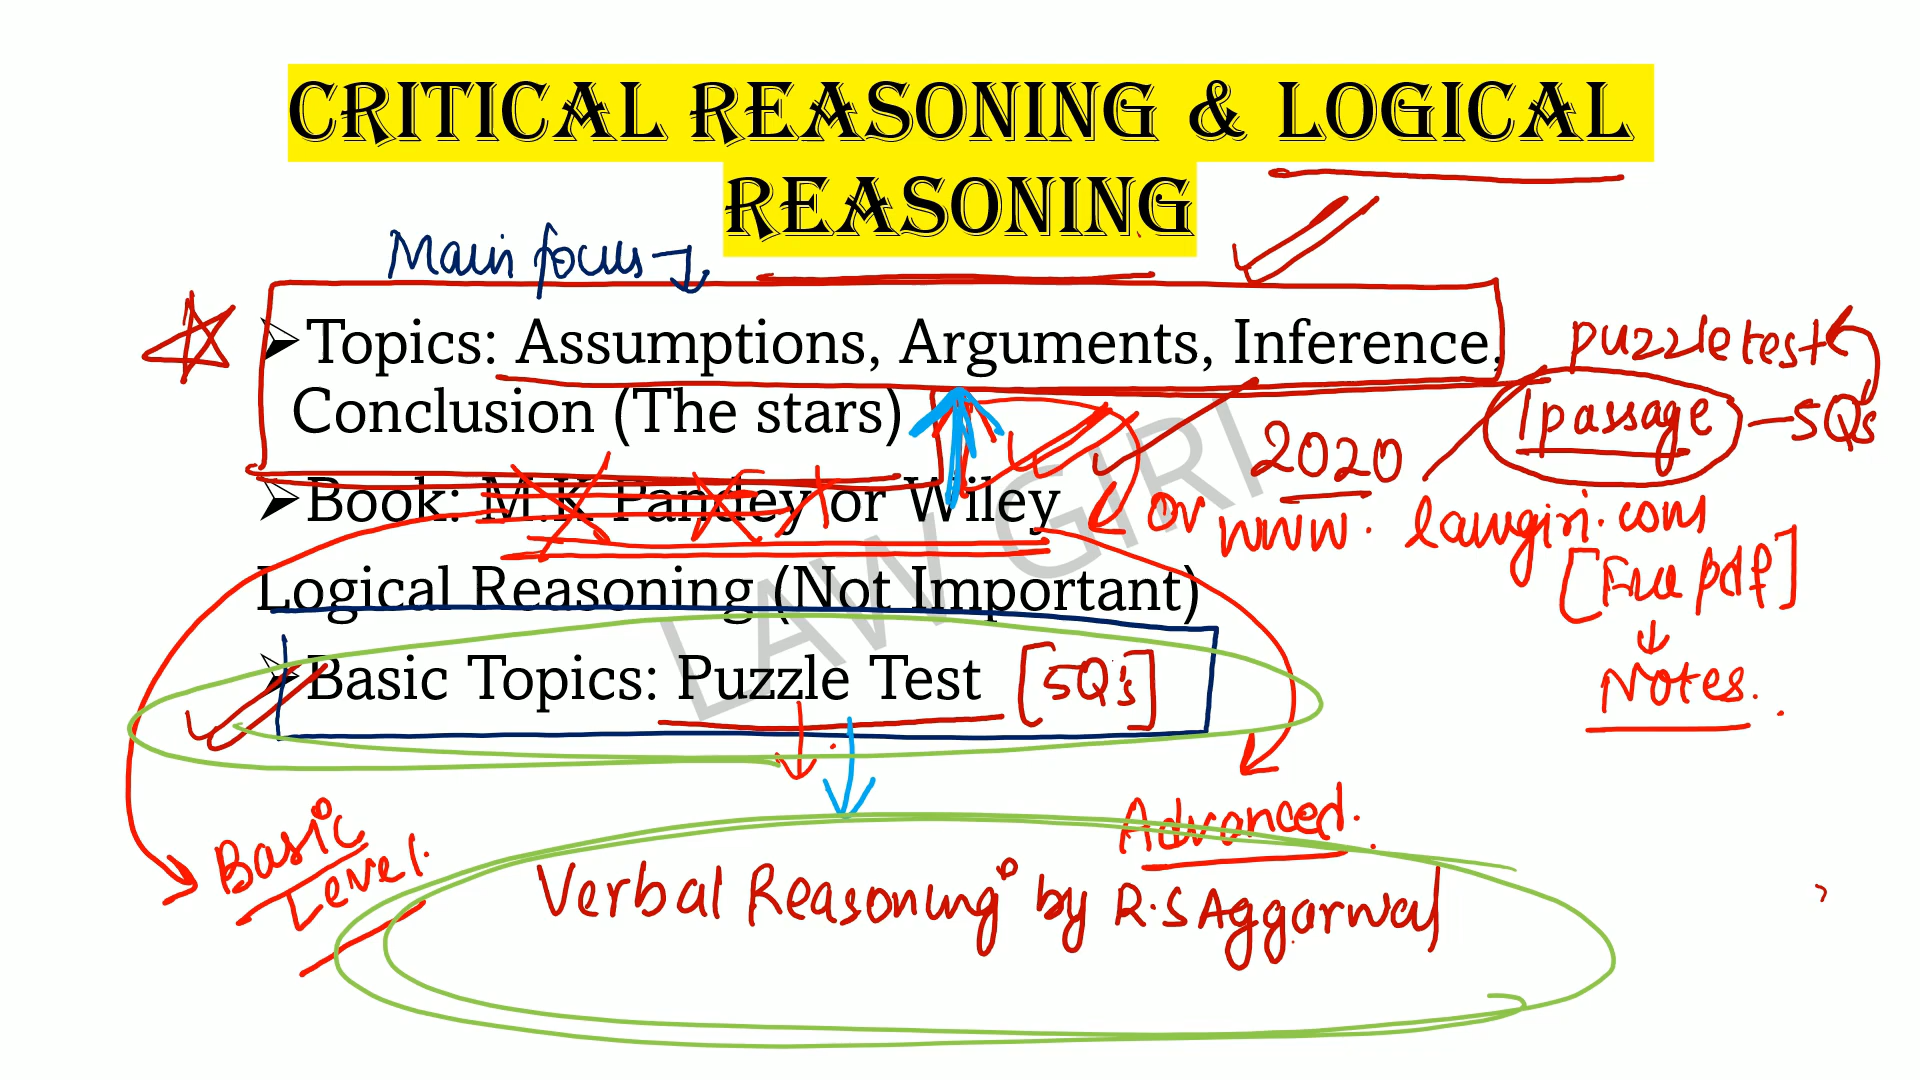 CRITICAL REASONING & LOGICAL
REASONING
Main focus
➢Topics: Assumptions, Arguments, Inference,
Conclusion (The stars)
puzzle test
1 passage – 5Q's
2020
➢Book: M.K Pandey or Wiley
or www.lawgiri.com
Logical Reasoning (Not Important)
[Free pdf]
Notes.
➢Basic Topics: Puzzle Test [5Q's]
LAW GIRI
Basic
Level.
Advanced.
Verbal Reasoning by R.S Aggarwal